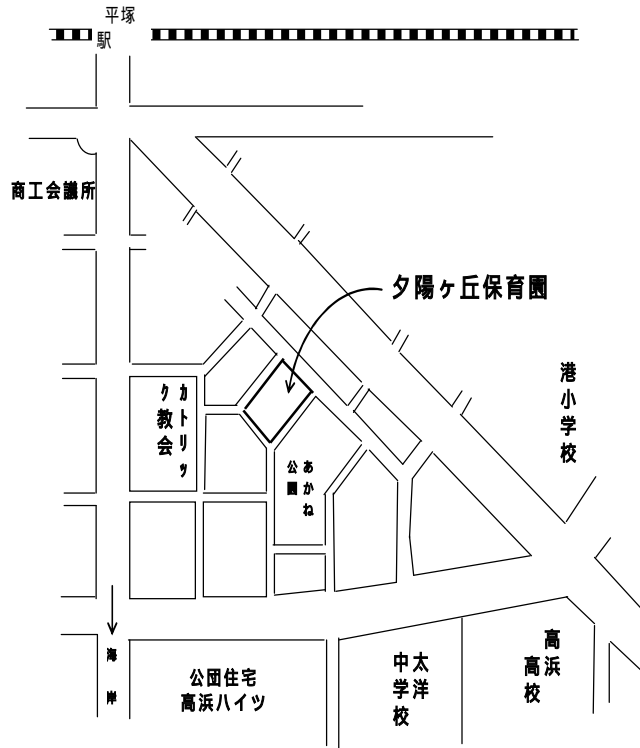 平塚
駅
商工会議所
夕陽ヶ丘保育園
港小学校
カトリッ
ク教会
あかね
公園
海岸
公団住宅
高浜ハイツ
太洋
中学校
高浜
高校